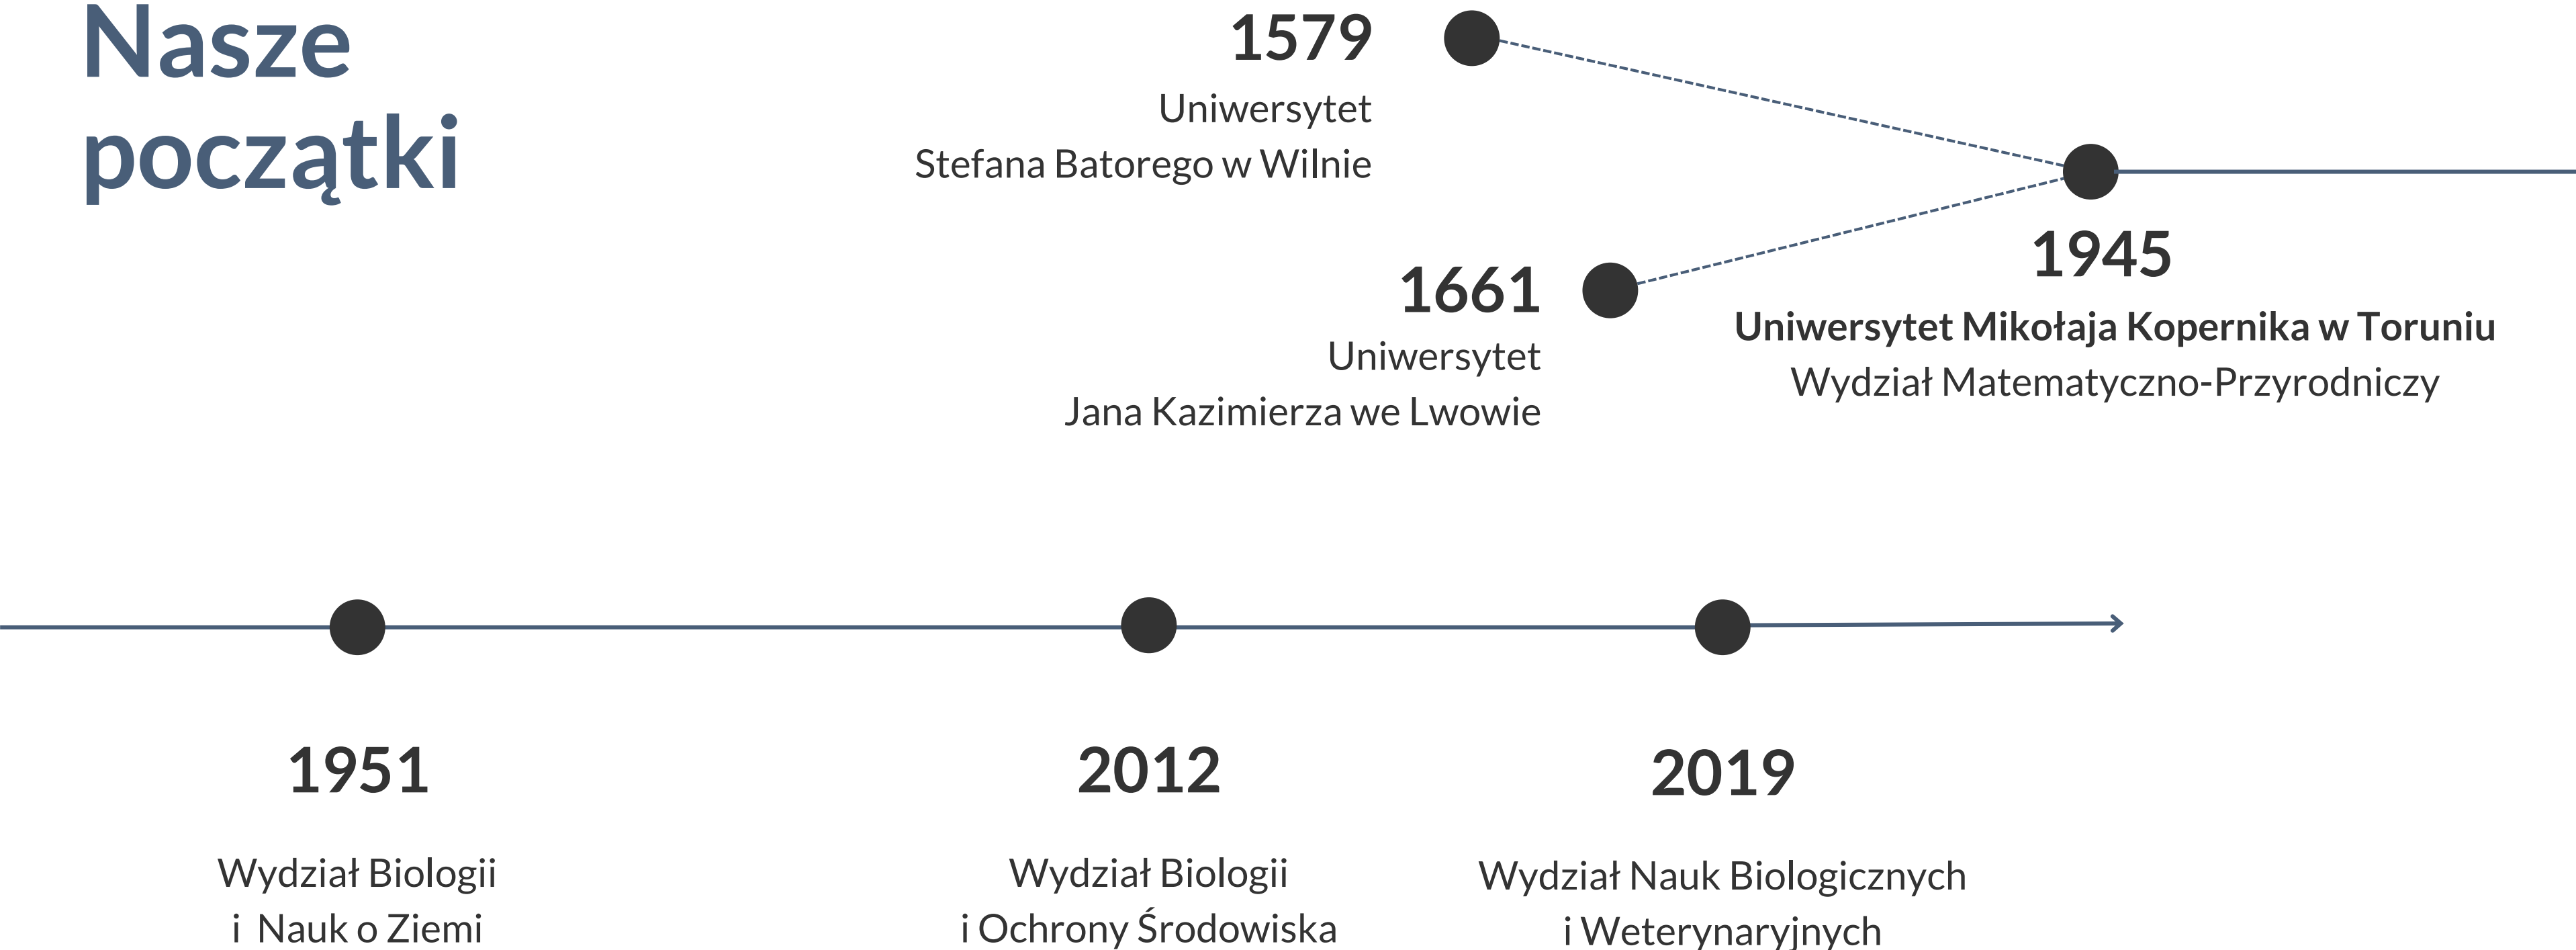 Nasze
początki
1579
Uniwersytet
Stefana Batorego w Wilnie
1661
Uniwersytet
Jana Kazimierza we Lwowie
1945
Uniwersytet Mikołaja Kopernika w Toruniu
Wydział Matematyczno-Przyrodniczy
1951
Wydział Biologii
i Nauk o Ziemi
2012
Wydział Biologii
i Ochrony Środowiska
2019
Wydział Nauk Biologicznych
i Weterynaryjnych